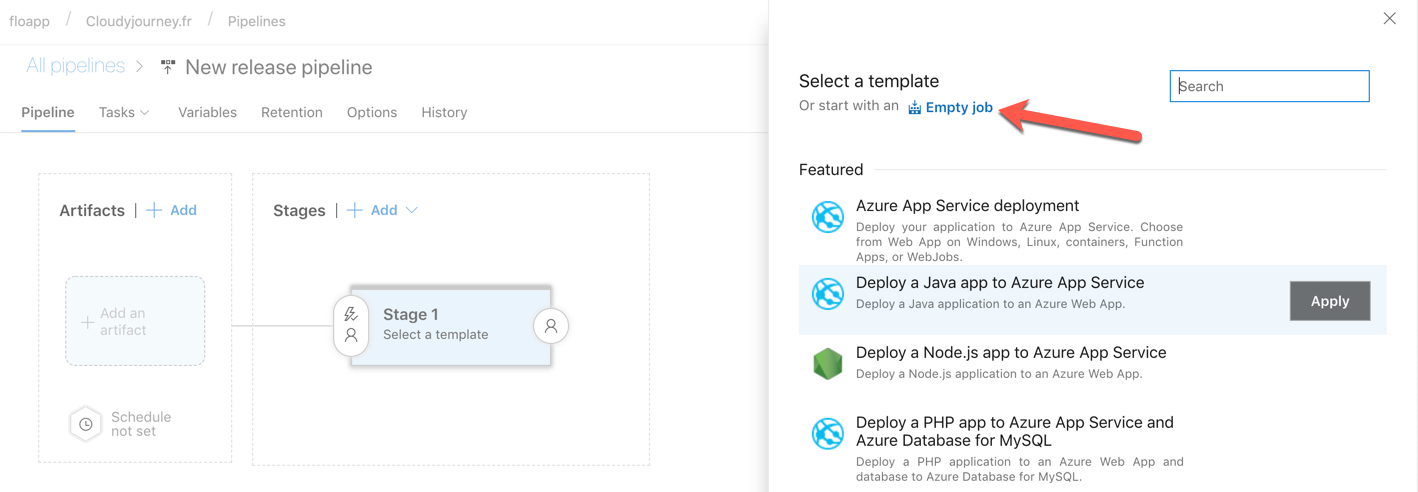 floapp / Cloudyjourney.fr / Pipelines
All pipelines > New release pipeline
Pipeline Tasks Variables Retention Options History
Artifacts | + Add
Stages | + Add
+ Add an
artifact
Stage 1
Select a template
Schedule
not set
Select a template
Search
Or start with an Empty job
Featured
Azure App Service deployment
Deploy your application to Azure App Service. Choose
from Web App on Windows, Linux, containers, Function
Apps, or WebJobs.
Deploy a Java app to Azure App Service
Deploy a Java application to an Azure Web App.
Apply
Deploy a Node.js app to Azure App Service
Deploy a Node.js application to an Azure Web App.
Deploy a PHP app to Azure App Service and
Azure Database for MySQL
Deploy a PHP application to an Azure Web App and
database to Azure Database for MySQL.